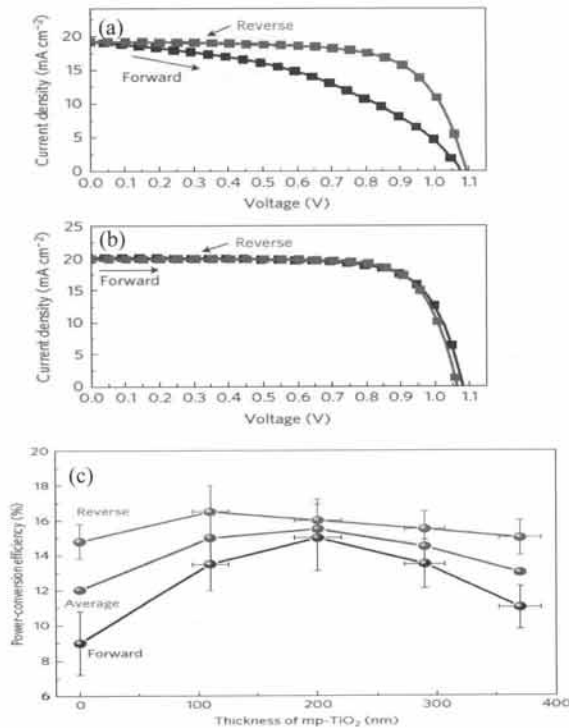 (a)
Reverse
Forward
Current density (mA cm⁻²)
25
20
15
10
5
0
0.0 0.1 0.2 0.3 0.4 0.5 0.6 0.7 0.8 0.9 1.0 1.1
Voltage (V)
(b)
Reverse
Forward
Current density (mA cm⁻²)
25
20
15
10
5
0
0.0 0.1 0.2 0.3 0.4 0.5 0.6 0.7 0.8 0.9 1.0 1.1
Voltage (V)
(c)
Reverse
Average
Forward
Power-conversion efficiency (%)
20
18
16
14
12
10
8
6
0 100 200 300 400
Thickness of mp-TiO₂ (nm)